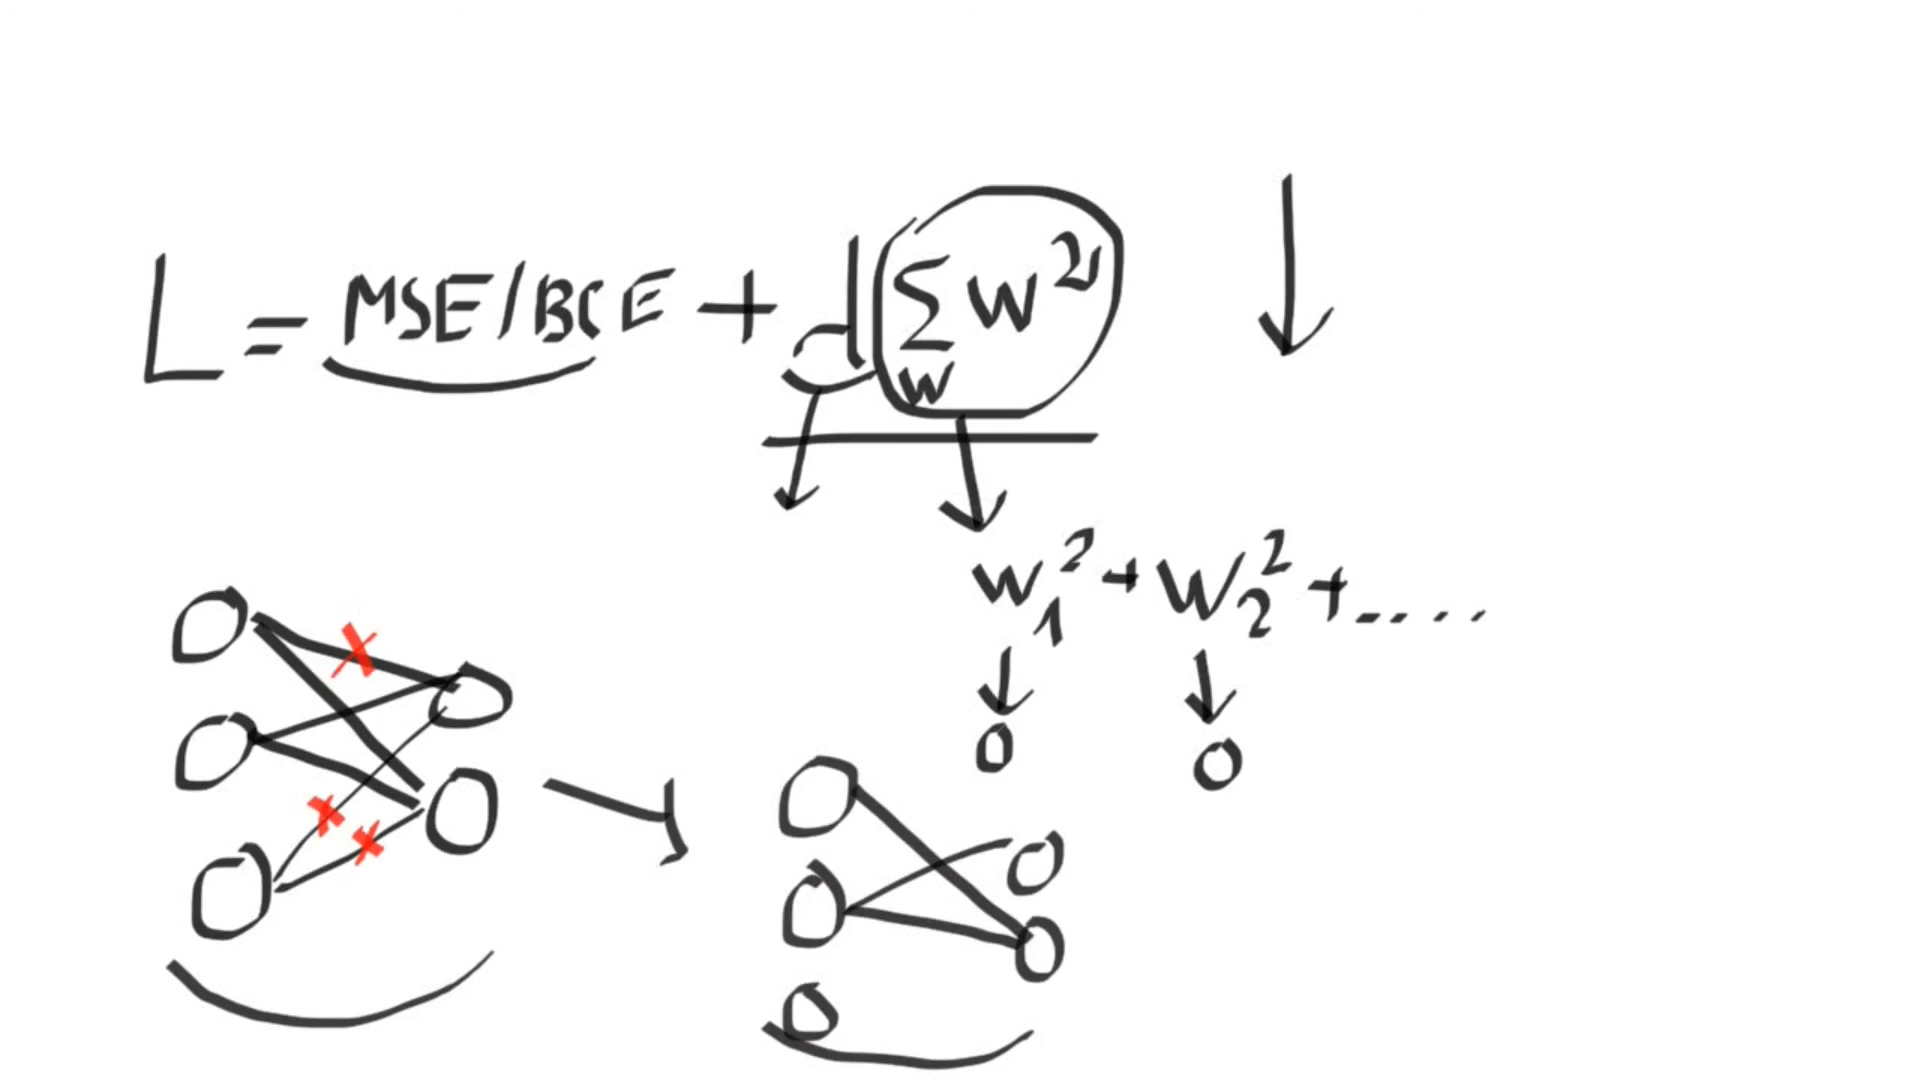 L = MSE/BCE + d Σ w²
w
w₁² + w₂² + ....
0 0